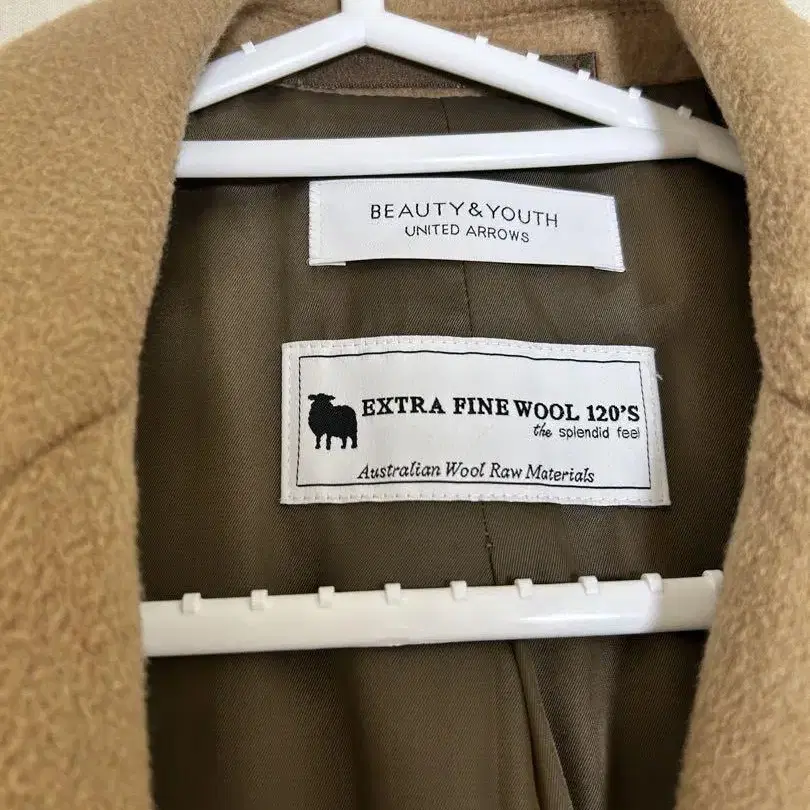 BEAUTY&YOUTH
UNITED ARROWS
EXTRA FINE WOOL 120'S
the splendid feel
Australian Wool Raw Materials